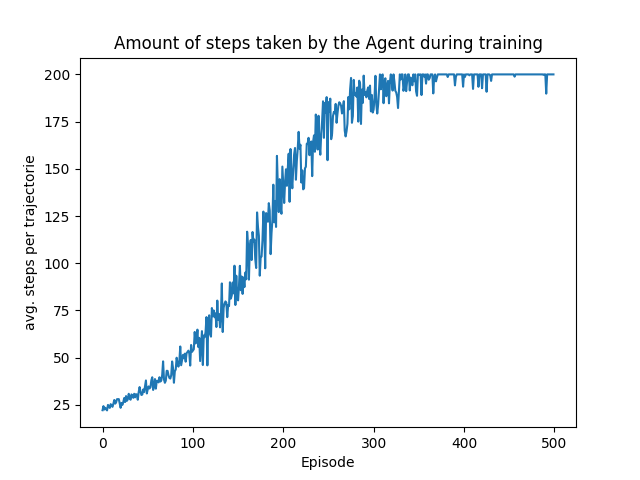 Amount of steps taken by the Agent during training
avg. steps per trajectorie
200
175
150
125
100
75
50
25
0 100 200 300 400 500
Episode